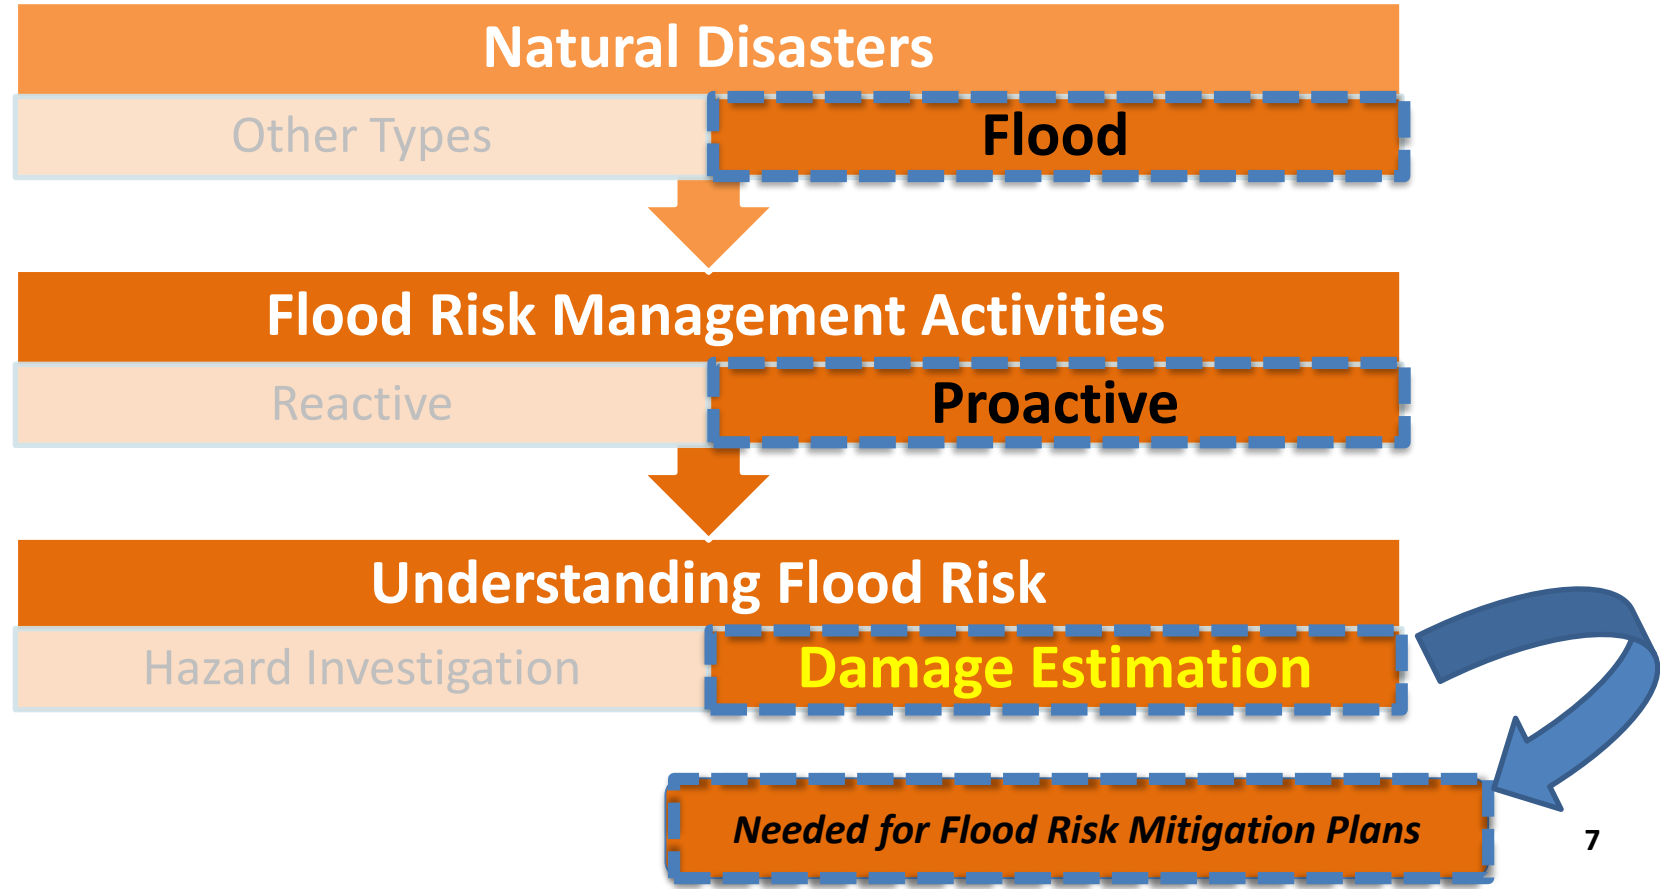 Natural Disasters
Other Types
Flood
Flood Risk Management Activities
Reactive
Proactive
Understanding Flood Risk
Hazard Investigation
Damage Estimation
Needed for Flood Risk Mitigation Plans
7